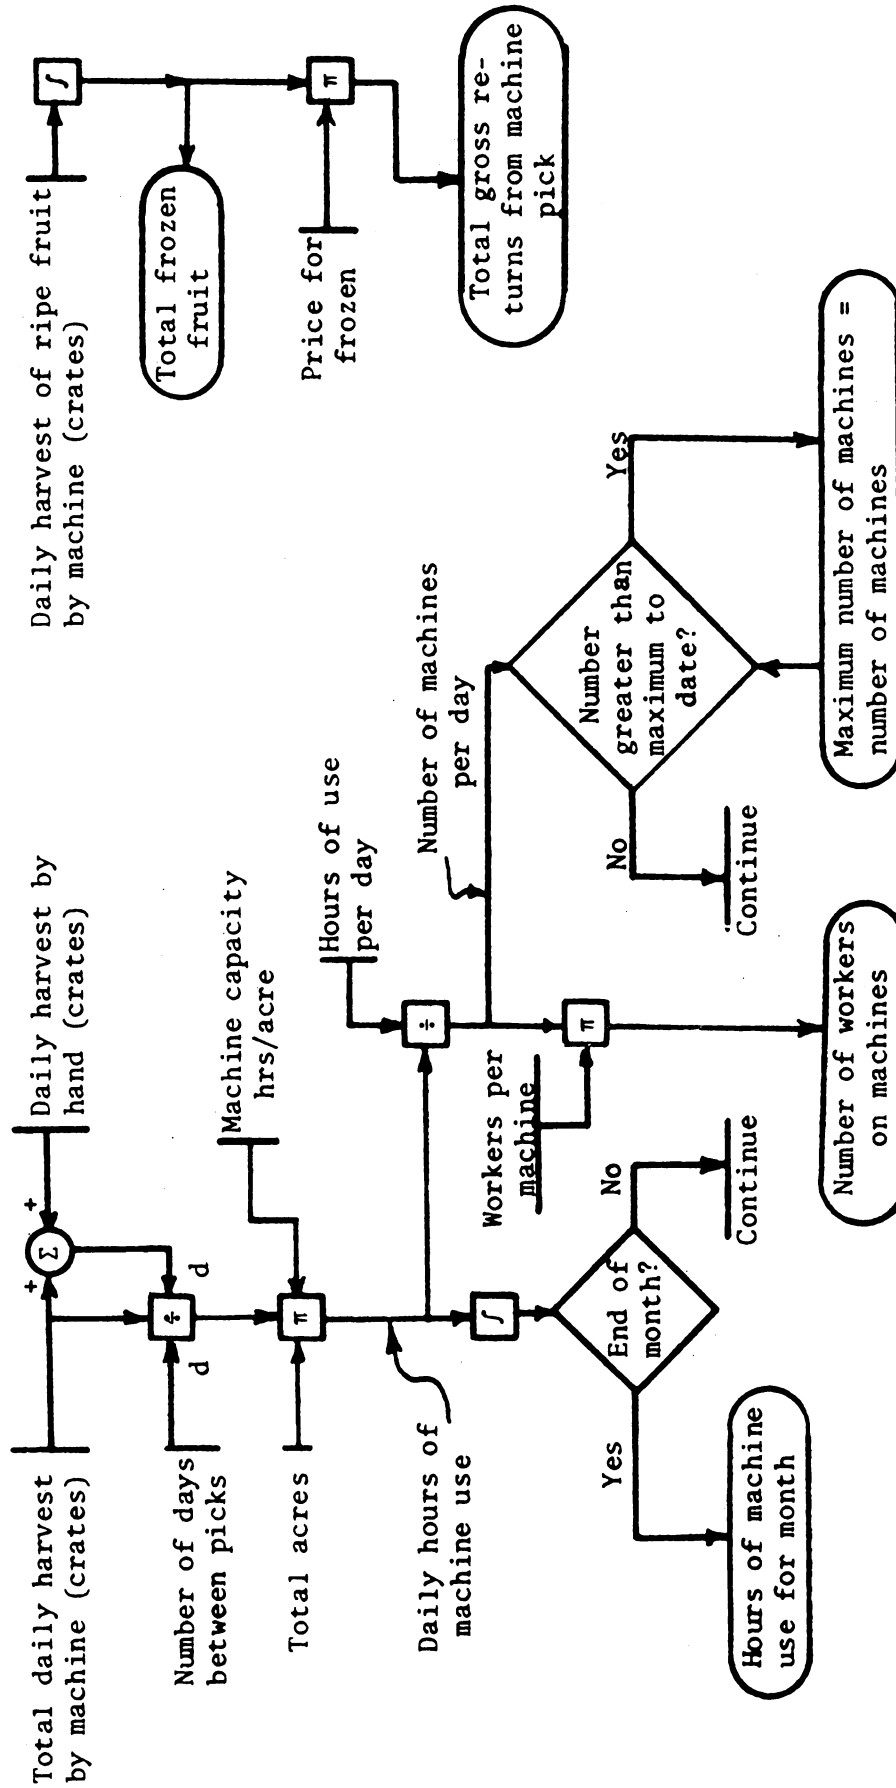 Total daily harvest
by machine (crates)
+
+
Σ
Daily harvest by
hand (crates)
Number of days
between picks
d
÷
d
Total acres
π
Machine capacity
hrs/acre
Daily hours of
machine use
∫
÷
Hours of use
per day
Number of machines
per day
Workers per
machine
π
End of
month?
Yes
No
Continue
Hours of machine
use for month
Number of workers
on machines
Number
greater than
maximum to
date?
No
Continue
Yes
Maximum number of machines =
number of machines
Daily harvest of ripe fruit
by machine (crates)
∫
Total frozen
fruit
Price for
frozen
π
Total gross re-
turns from machine
pick